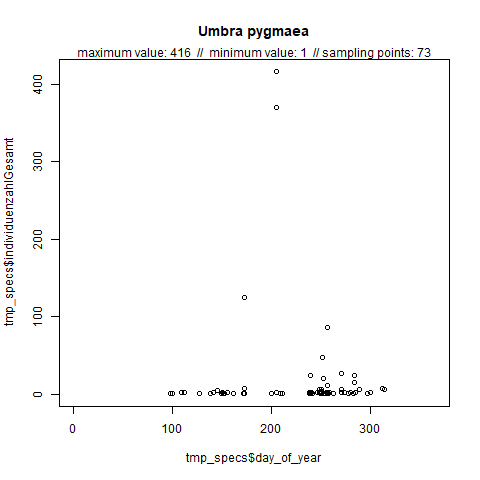 Umbra pygmaea
maximum value: 416 // minimum value: 1 // sampling points: 73
tmp_specs$individuenzahlGesamt
400
300
200
100
0
0 100 200 300
tmp_specs$day_of_year